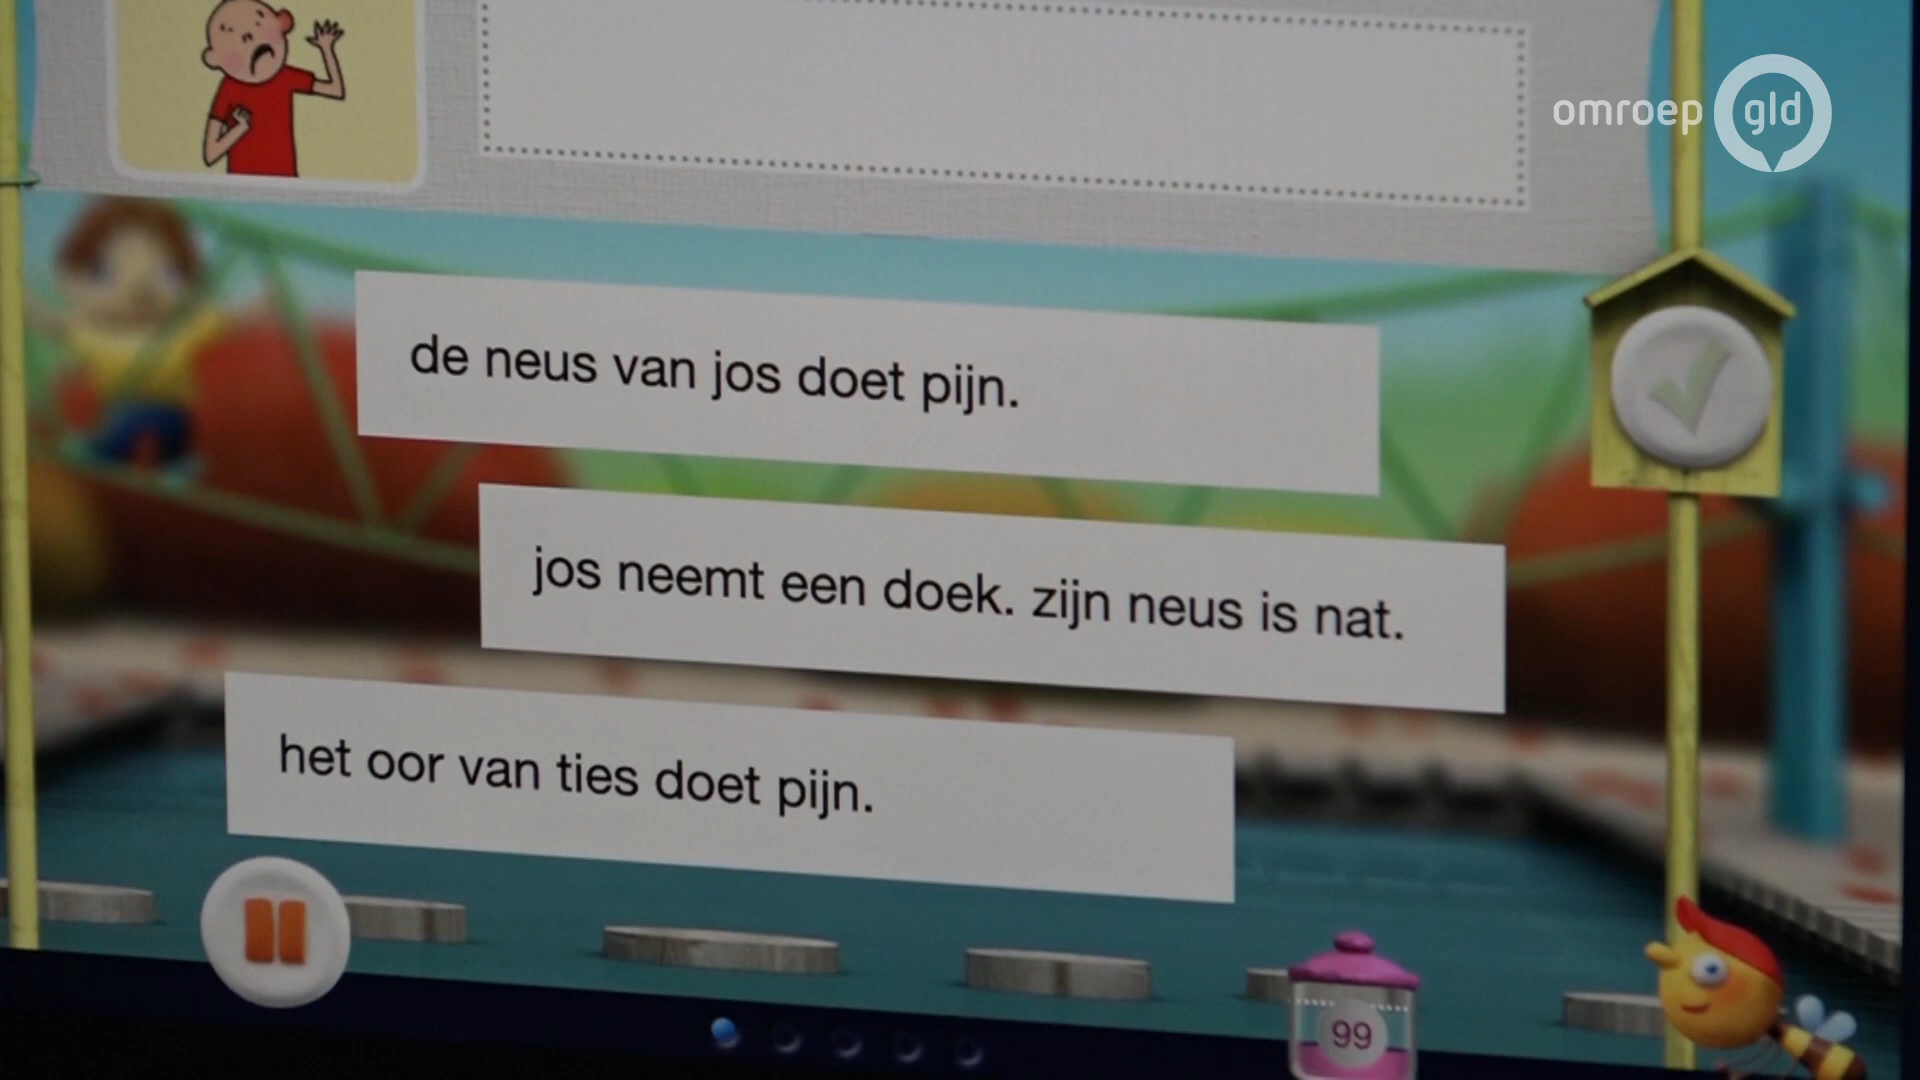 omroep gld
de neus van jos doet pijn.
jos neemt een doek. zijn neus is nat.
het oor van ties doet pijn.
99